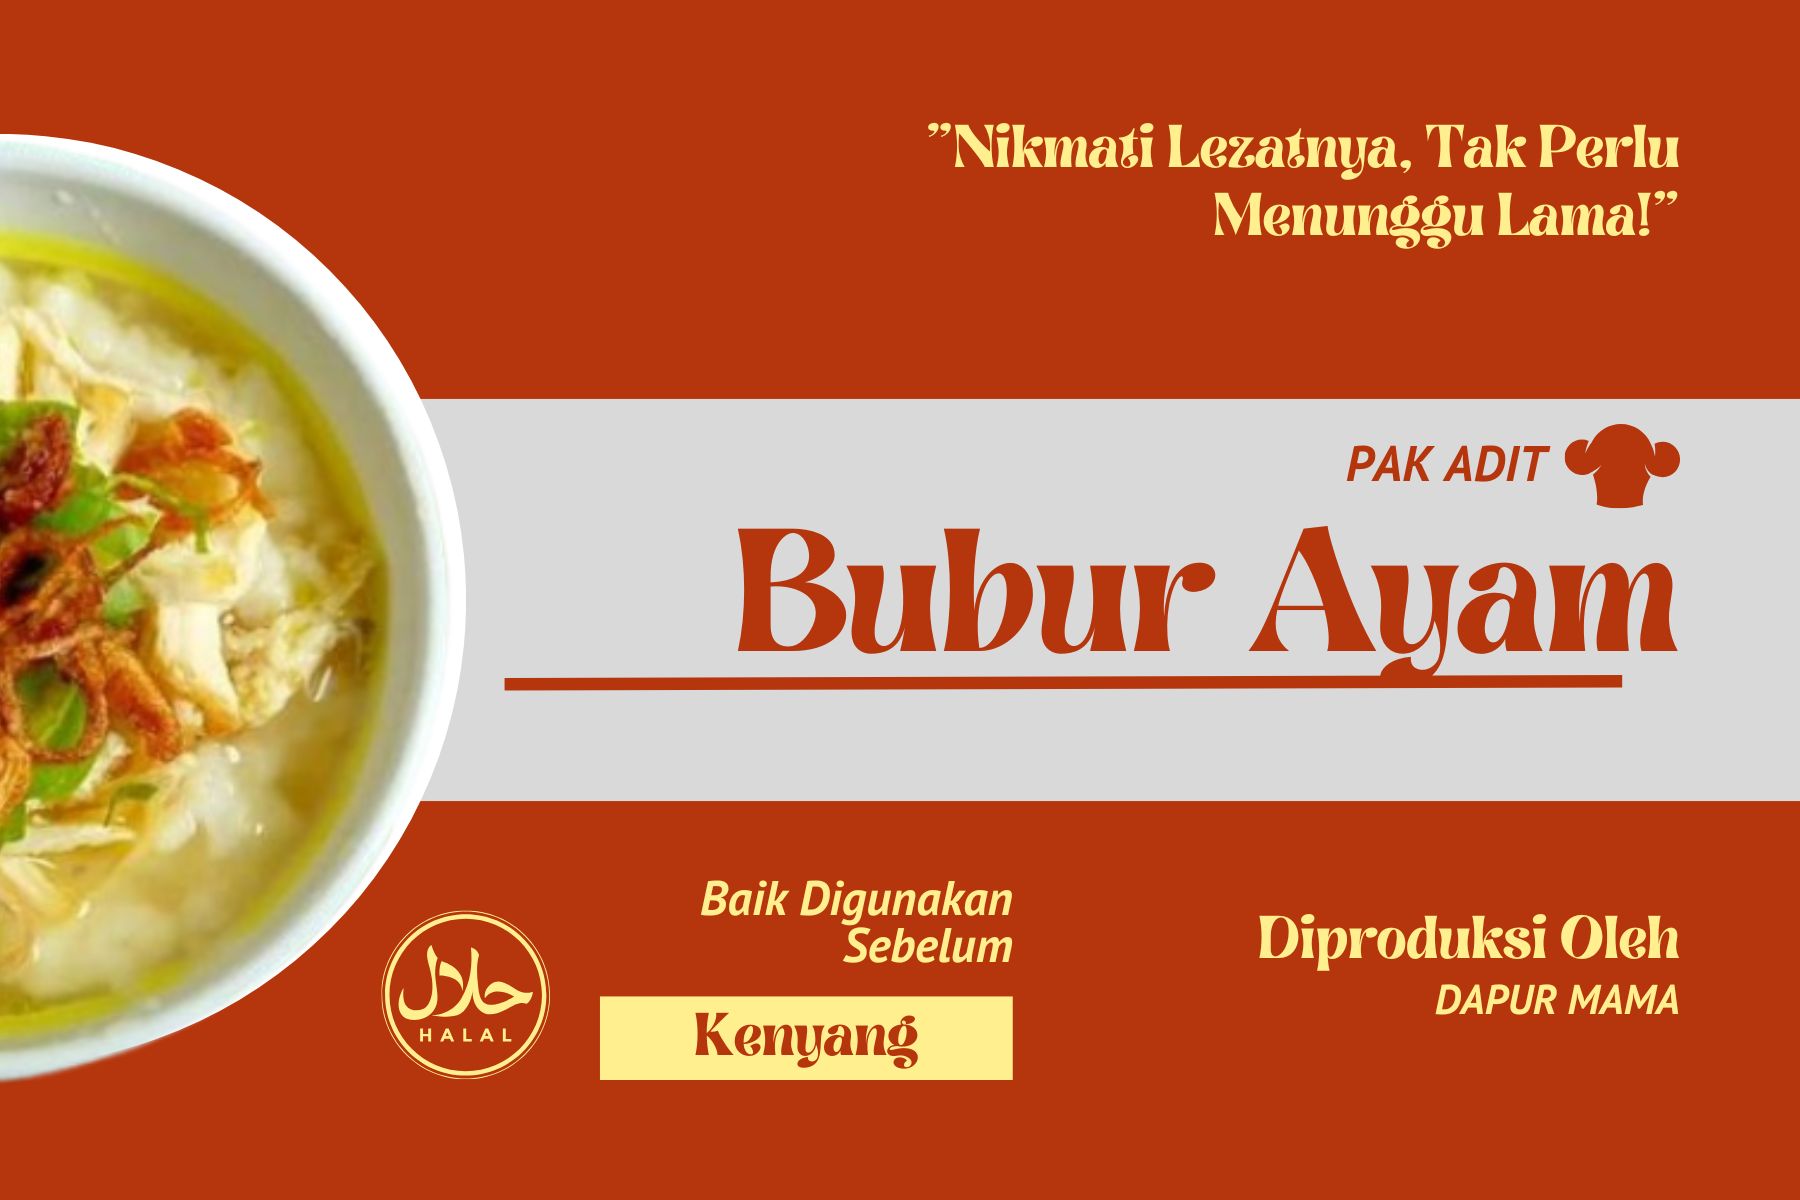 ”Nikmati Lezatnya, Tak Perlu
Menunggu Lama!”
PAK ADIT
Bubur Ayam
Baik Digunakan
Sebelum
Kenyang
حلال
HALAL
Diproduksi Oleh
DAPUR MAMA